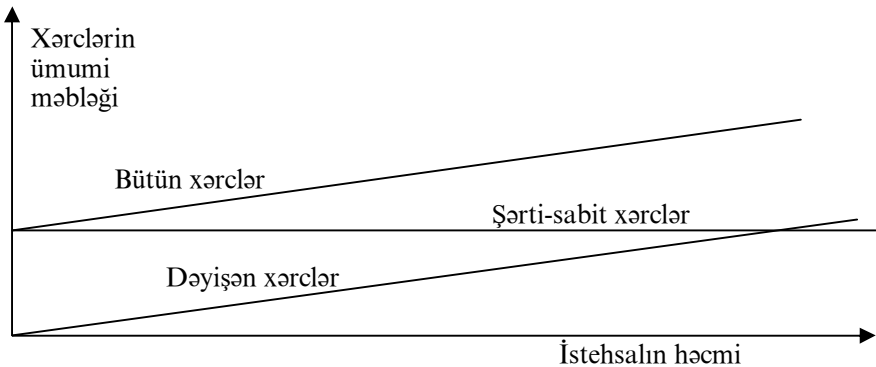 Xərclərin
ümumi
məbləği
Bütün xərclər
Şərti-sabit xərclər
Dəyişən xərclər
İstehsalın həcmi